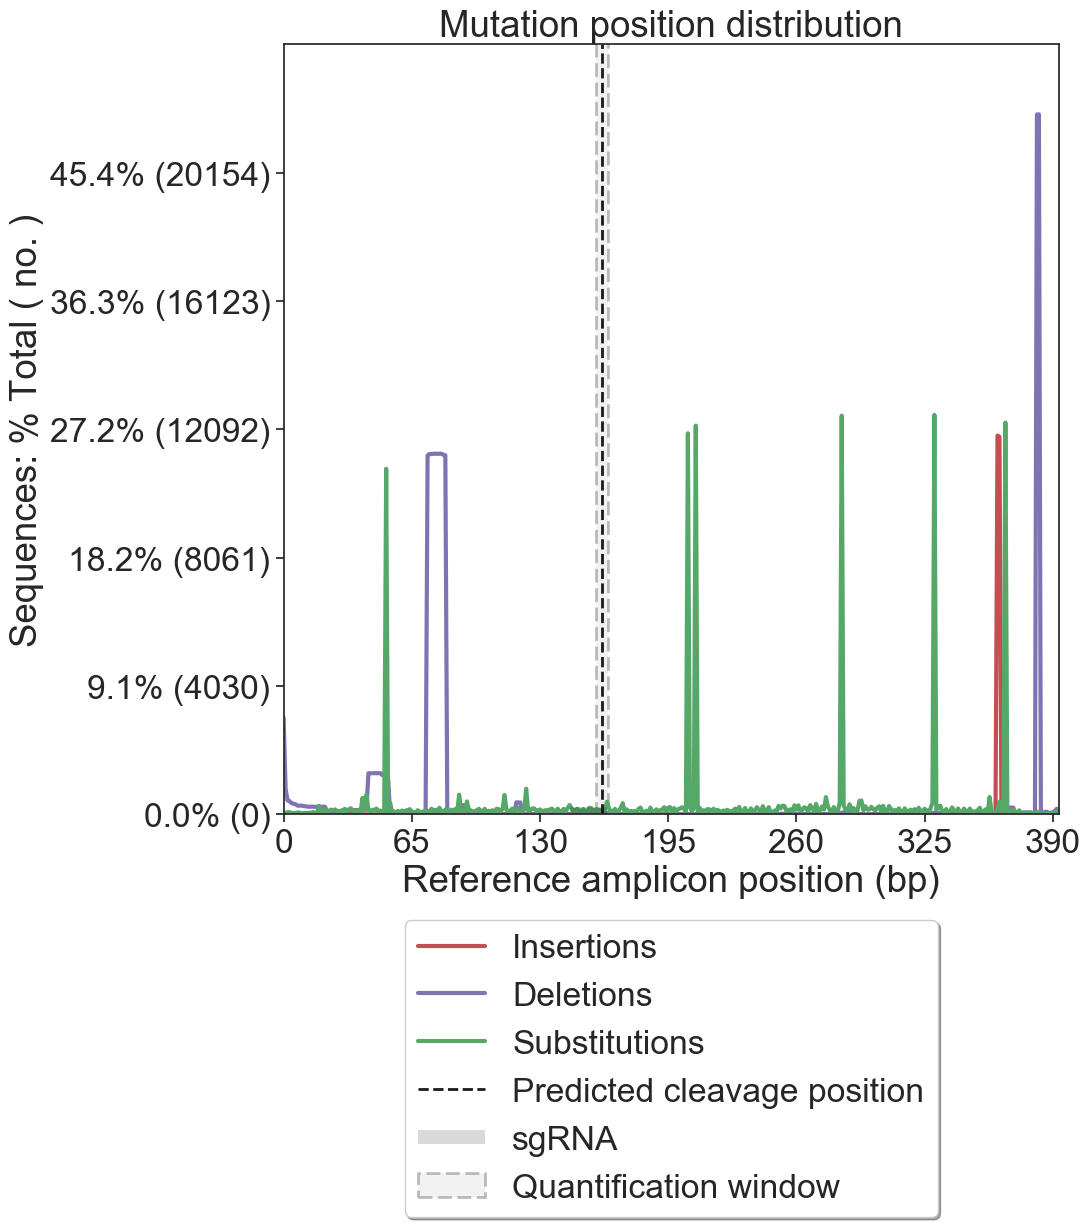 Mutation position distribution
Sequences: % Total ( no. )
45.4% (20154)
36.3% (16123)
27.2% (12092)
18.2% (8061)
9.1% (4030)
0.0% (0)
0 65 130 195 260 325 390
Reference amplicon position (bp)
Insertions
Deletions
Substitutions
Predicted cleavage position
sgRNA
Quantification window